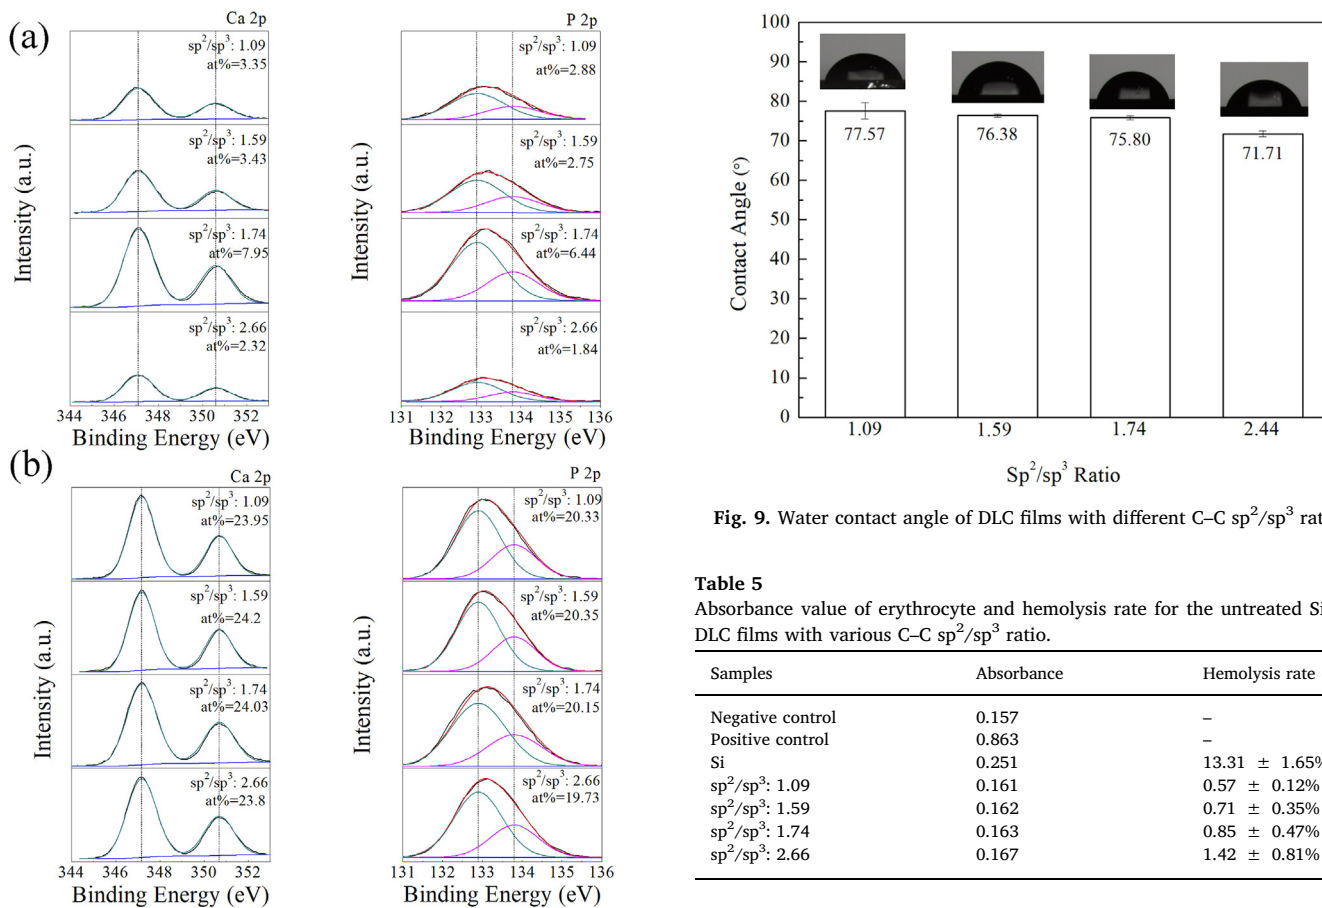 (a)
Ca 2p
sp²/sp³: 1.09
at%=3.35
sp²/sp³: 1.59
at%=3.43
sp²/sp³: 1.74
at%=7.95
sp²/sp³: 2.66
at%=2.32
Intensity (a.u.)
344 346 348 350 352
Binding Energy (eV)
P 2p
sp²/sp³: 1.09
at%=2.88
sp²/sp³: 1.59
at%=2.75
sp²/sp³: 1.74
at%=6.44
sp²/sp³: 2.66
at%=1.84
Intensity (a.u.)
131 132 133 134 135 136
Binding Energy (eV)
(b)
Ca 2p
sp²/sp³: 1.09
at%=23.95
sp²/sp³: 1.59
at%=24.2
sp²/sp³: 1.74
at%=24.03
sp²/sp³: 2.66
at%=23.8
Intensity (a.u.)
344 346 348 350 352
Binding Energy (eV)
P 2p
sp²/sp³: 1.09
at%=20.33
sp²/sp³: 1.59
at%=20.35
sp²/sp³: 1.74
at%=20.15
sp²/sp³: 2.66
at%=19.73
Intensity (a.u.)
131 132 133 134 135 136
Binding Energy (eV)
100
90
80
70
60
50
40
30
20
10
0
Contact Angle (°)
77.57 76.38 75.80 71.71
1.09 1.59 1.74 2.44
Sp²/sp³ Ratio
Fig. 9. Water contact angle of DLC films with different C–C sp²/sp³ rat
Table 5
Absorbance value of erythrocyte and hemolysis rate for the untreated Si
DLC films with various C–C sp²/sp³ ratio.
Samples Absorbance Hemolysis rate
Negative control 0.157 –
Positive control 0.863 –
Si 0.251 13.31 ± 1.65%
sp²/sp³: 1.09 0.161 0.57 ± 0.12%
sp²/sp³: 1.59 0.162 0.71 ± 0.35%
sp²/sp³: 1.74 0.163 0.85 ± 0.47%
sp²/sp³: 2.66 0.167 1.42 ± 0.81%